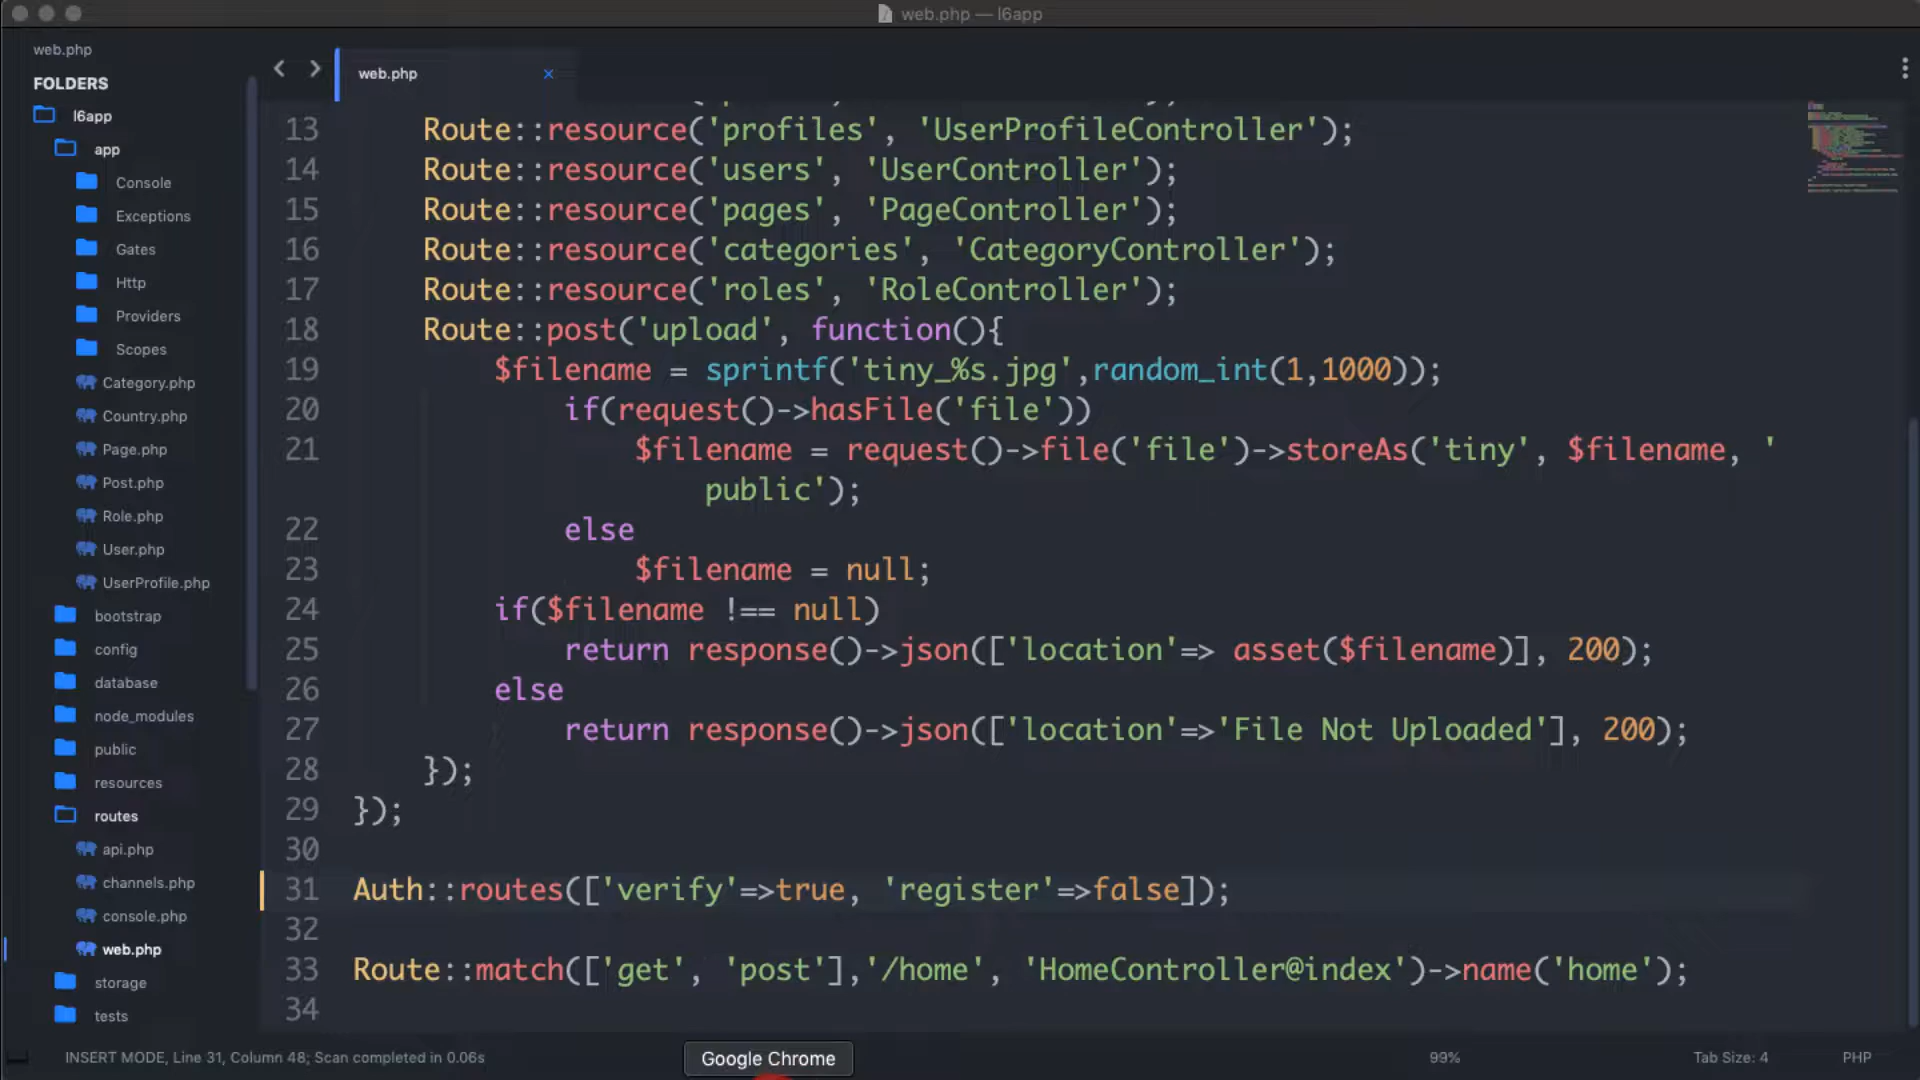 web.php — l6app
web.php
FOLDERS
l6app
app
Console
Exceptions
Gates
Http
Providers
Scopes
Category.php
Country.php
Page.php
Post.php
Role.php
User.php
UserProfile.php
bootstrap
config
database
node_modules
public
resources
routes
api.php
channels.php
console.php
web.php
storage
tests
web.php
13 Route::resource('profiles', 'UserProfileController');
14 Route::resource('users', 'UserController');
15 Route::resource('pages', 'PageController');
16 Route::resource('categories', 'CategoryController');
17 Route::resource('roles', 'RoleController');
18 Route::post('upload', function(){
19 $filename = sprintf('tiny_%s.jpg',random_int(1,1000));
20 if(request()->hasFile('file'))
21 $filename = request()->file('file')->storeAs('tiny', $filename, '
public');
22 else
23 $filename = null;
24 if($filename !== null)
25 return response()->json(['location'=> asset($filename)], 200);
26 else
27 return response()->json(['location'=>'File Not Uploaded'], 200);
28 });
29 });
30
31 Auth::routes(['verify'=>true, 'register'=>false]);
32
33 Route::match(['get', 'post'],'/home', 'HomeController@index')->name('home');
34
INSERT MODE, Line 31, Column 48; Scan completed in 0.06s
Google Chrome
99%
Tab Size: 4
PHP